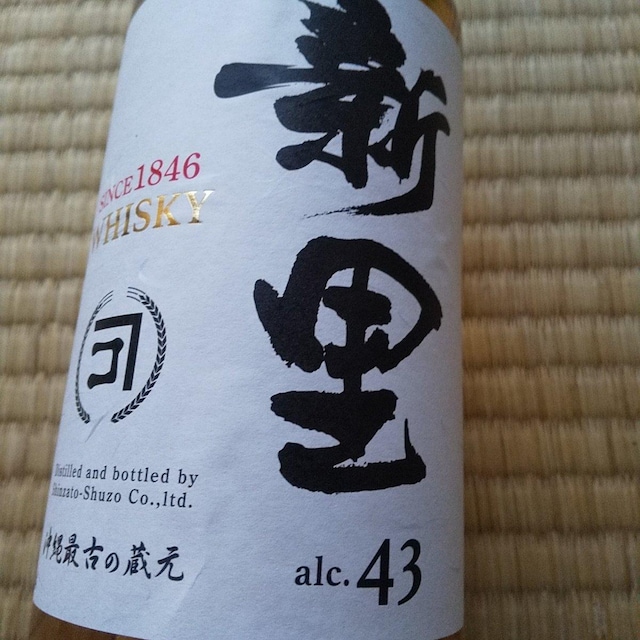 新里
SINCE1846
WHISKY
司
Distilled and bottled by
Shinzato-Shuzo Co.,ltd.
沖縄最古の蔵元
alc.43